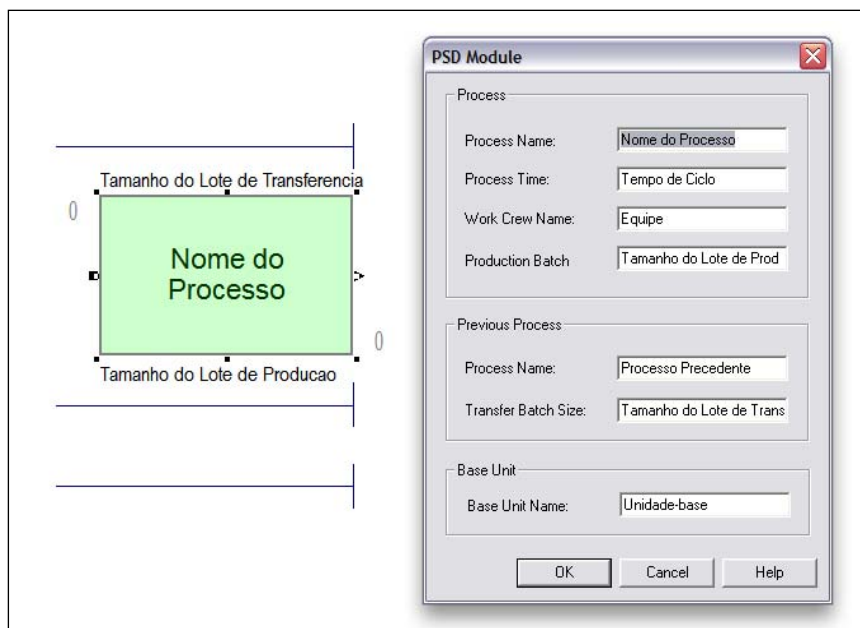 Tamanho do Lote de Transferencia
0
Nome do
Processo
0
Tamanho do Lote de Producao
PSD Module
Process
Process Name: Nome do Processo
Process Time: Tempo de Ciclo
Work Crew Name: Equipe
Production Batch Tamanho do Lote de Prod
Previous Process
Process Name: Processo Precedente
Transfer Batch Size: Tamanho do Lote de Trans
Base Unit
Base Unit Name: Unidade-base
OK Cancel Help